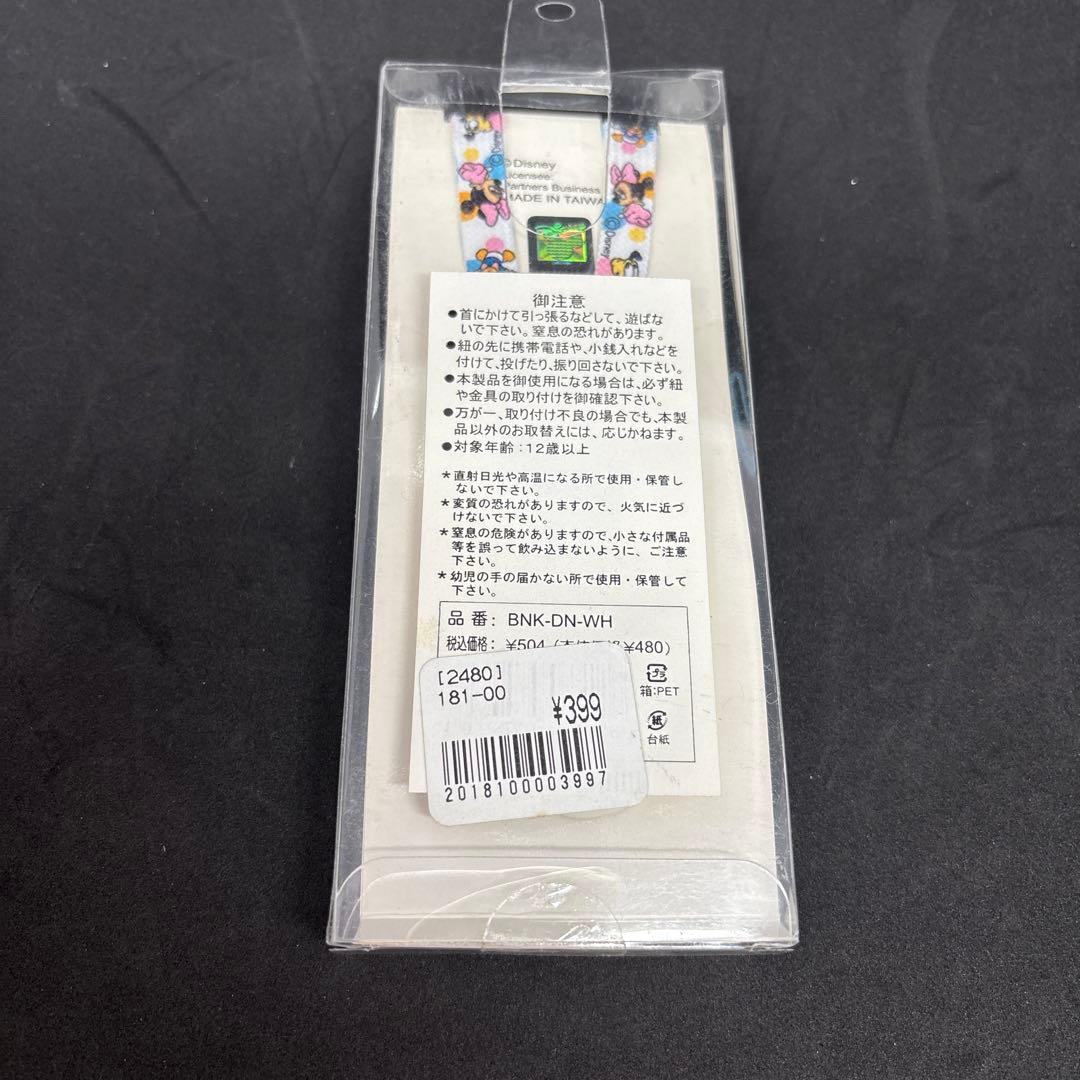 ©Disney
Licensee:
Partners Business
MADE IN TAIWA
©Disney
御注意
●首にかけて引っ張るなどして、遊ばな
いで下さい。窒息の恐れがあります。
●紐の先に携帯電話や、小銭入れなどを
付けて、投げたり、振り回さないで下さい。
●本製品を御使用になる場合は、必ず紐
や金具の取り付けを御確認下さい。
●万が一、取り付け不良の場合でも、本製
品以外のお取替えには、応じかねます。
●対象年齢：12歳以上
＊直射日光や高温になる所で使用・保管し
ないで下さい。
＊変質の恐れがありますので、火気に近づ
けないで下さい。
＊窒息の危険がありますので、小さな付属品
等を誤って飲み込まないように、ご注意
下さい。
＊幼児の手の届かない所で使用・保管して
下さい。
品番：BNK-DN-WH
税込価格：¥504（本体価格¥480）
プラ
箱：PET
紙
台紙
[2480]
181-00
¥399
2018100003997